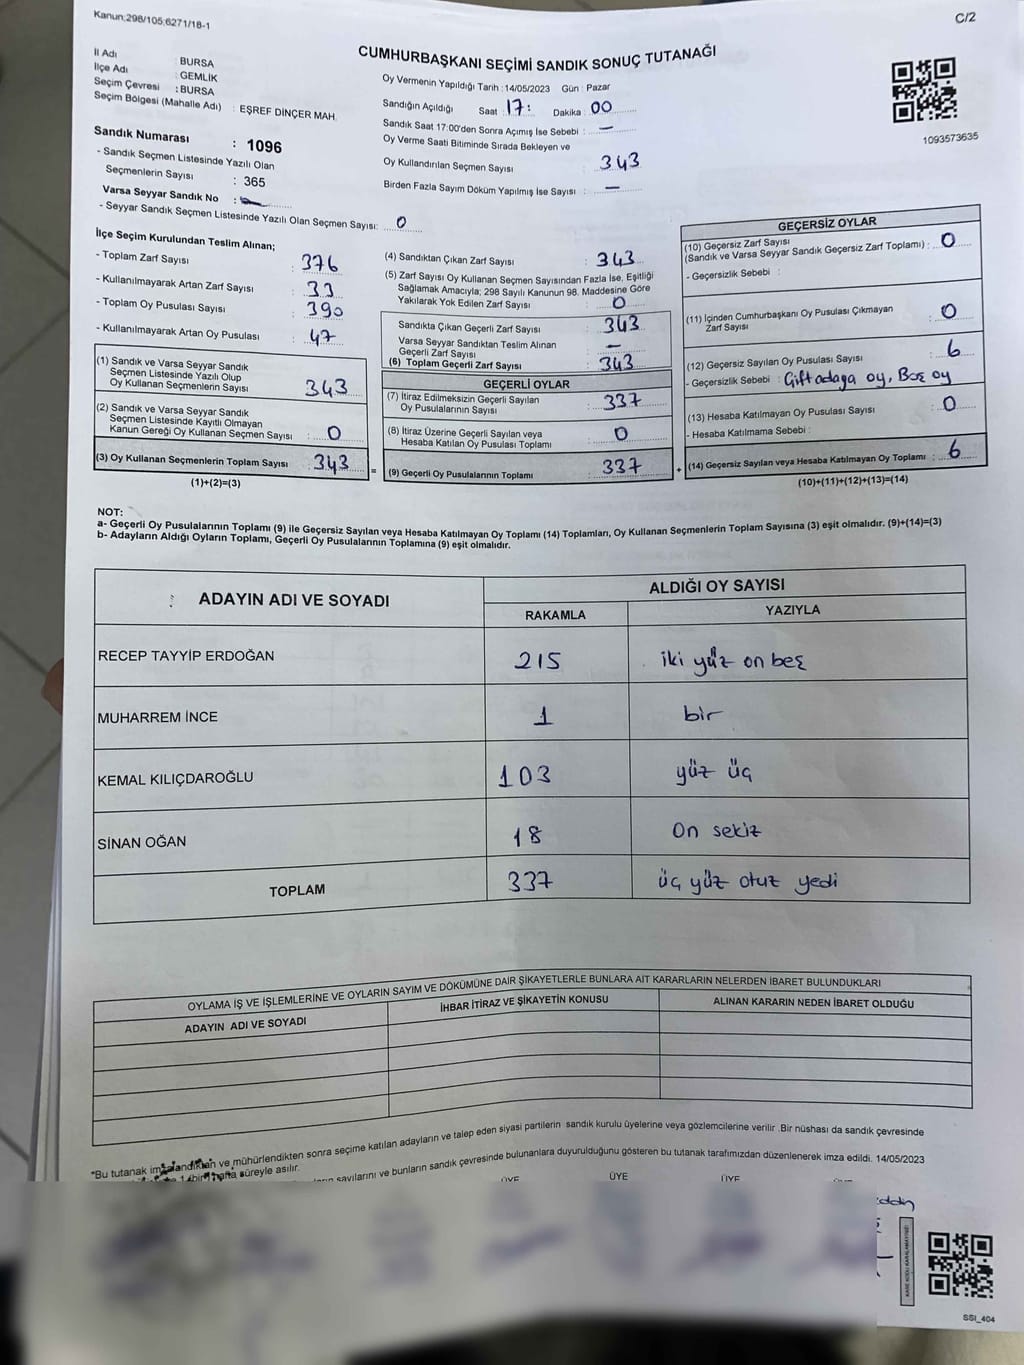 Kanun;298/105;6271/18-1
C/2
CUMHURBAŞKANI SEÇİMİ SANDIK SONUÇ TUTANAĞI
İl Adı : BURSA
İlçe Adı : GEMLİK
Seçim Çevresi : BURSA
Seçim Bölgesi (Mahalle Adı) : EŞREF DİNÇER MAH.
Sandık Numarası : 1096
- Sandık Seçmen Listesinde Yazılı Olan
Seçmenlerin Sayısı : 365
Varsa Seyyar Sandık No :
- Seyyar Sandık Seçmen Listesinde Yazılı Olan Seçmen Sayısı: 0
Oy Vermenin Yapıldığı Tarih : 14/05/2023 Gün : Pazar
Sandığın Açıldığı Saat : 17: Dakika : 00
Sandık Saat 17:00'den Sonra Açımış İse Sebebi : —
Oy Verme Saati Bitiminde Sırada Bekleyen ve
Oy Kullandırılan Seçmen Sayısı : 343
Birden Fazla Sayım Döküm Yapılmış İse Sayısı : —
1093573635
İlçe Seçim Kurulundan Teslim Alınan;
- Toplam Zarf Sayısı : 376
- Kullanılmayarak Artan Zarf Sayısı : 33
- Toplam Oy Pusulası Sayısı : 390
- Kullanılmayarak Artan Oy Pusulası : 47
(1) Sandık ve Varsa Seyyar Sandık
Seçmen Listesinde Yazılı Olup
Oy Kullanan Seçmenlerin Sayısı : 343
(2) Sandık ve Varsa Seyyar Sandık
Seçmen Listesinde Kayıtlı Olmayan
Kanun Gereği Oy Kullanan Seçmen Sayısı : 0
(3) Oy Kullanan Seçmenlerin Toplam Sayısı : 343
(1)+(2)=(3)
(4) Sandıktan Çıkan Zarf Sayısı : 343
(5) Zarf Sayısı Oy Kullanan Seçmen Sayısından Fazla İse, Eşitliği
Sağlamak Amacıyla; 298 Sayılı Kanunun 98. Maddesine Göre
Yakılarak Yok Edilen Zarf Sayısı : 0
Sandıkta Çıkan Geçerli Zarf Sayısı : 343
Varsa Seyyar Sandıktan Teslim Alınan
Geçerli Zarf Sayısı : —
(6) Toplam Geçerli Zarf Sayısı : 343
GEÇERLİ OYLAR
(7) İtiraz Edilmeksizin Geçerli Sayılan
Oy Pusulalarının Sayısı : 337
(8) İtiraz Üzerine Geçerli Sayılan veya
Hesaba Katılan Oy Pusulası Toplamı : 0
= (9) Geçerli Oy Pusulalarının Toplamı : 337
GEÇERSİZ OYLAR
(10) Geçersiz Zarf Sayısı
(Sandık ve Varsa Seyyar Sandık Geçersiz Zarf Toplamı) : 0
- Geçersizlik Sebebi :
(11) İçinden Cumhurbaşkanı Oy Pusulası Çıkmayan
Zarf Sayısı : 0
(12) Geçersiz Sayılan Oy Pusulası Sayısı : 6
- Geçersizlik Sebebi : Çift adaya oy, Boş oy
(13) Hesaba Katılmayan Oy Pusulası Sayısı : 0
- Hesaba Katılmama Sebebi :
+ (14) Geçersiz Sayılan veya Hesaba Katılmayan Oy Toplamı : 6
(10)+(11)+(12)+(13)=(14)
NOT:
a- Geçerli Oy Pusulalarının Toplamı (9) ile Geçersiz Sayılan veya Hesaba Katılmayan Oy Toplamı (14) Toplamları, Oy Kullanan Seçmenlerin Toplam Sayısına (3) eşit olmalıdır. (9)+(14)=(3)
b- Adayların Aldığı Oyların Toplamı, Geçerli Oy Pusulalarının Toplamına (9) eşit olmalıdır.
ADAYIN ADI VE SOYADI
ALDIĞI OY SAYISI
RAKAMLA YAZIYLA
RECEP TAYYİP ERDOĞAN 215 iki yüz on beş
MUHARREM İNCE 1 bir
KEMAL KILIÇDAROĞLU 103 yüz üç
SİNAN OĞAN 18 On sekiz
TOPLAM 337 üç yüz otuz yedi
OYLAMA İŞ VE İŞLEMLERİNE VE OYLARIN SAYIM VE DÖKÜMÜNE DAİR ŞİKAYETLERLE BUNLARA AİT KARARLARIN NELERDEN İBARET BULUNDUKLARI
ADAYIN ADI VE SOYADI İHBAR İTİRAZ VE ŞİKAYETİN KONUSU ALINAN KARARIN NEDEN İBARET OLDUĞU
"Bu tutanak imzalandıktan ve mühürlendikten sonra seçime katılan adayların ve talep eden siyasi partilerin sandık kurulu üyelerine veya gözlemcilerine verilir .Bir nüshası da sandık çevresinde
1 bir hafta süreyle asılır.
sayılarını ve bunların sandık çevresinde bulunanlara duyurulduğunu gösteren bu tutanak tarafımızdan düzenlenerek imza edildi. 14/05/2023
ÜYE ÜYE ÜYE
SSI_404